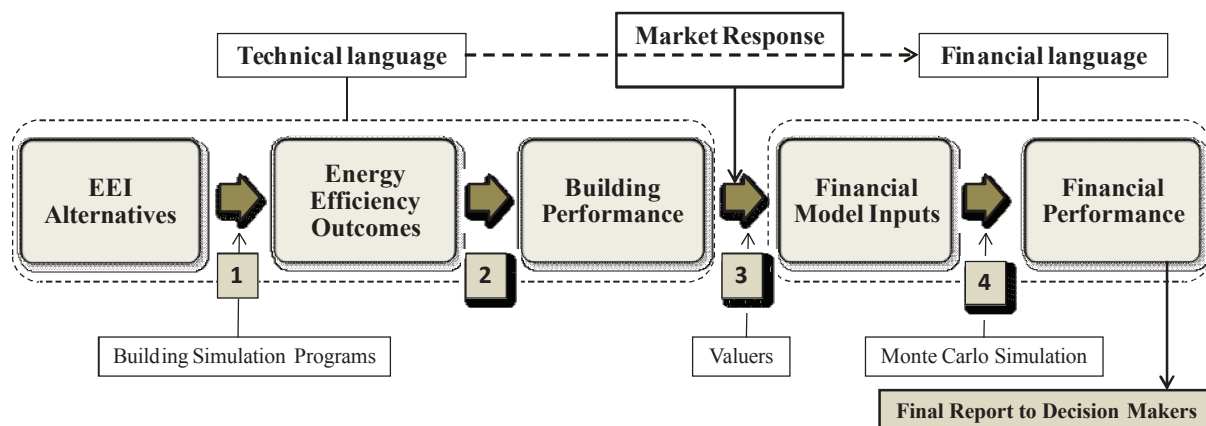 Market Response
Technical language
Financial language
EEI
Alternatives
Energy
Efficiency
Outcomes
Building
Performance
Financial
Model Inputs
Financial
Performance
1
2
3
4
Building Simulation Programs
Valuers
Monte Carlo Simulation
Final Report to Decision Makers